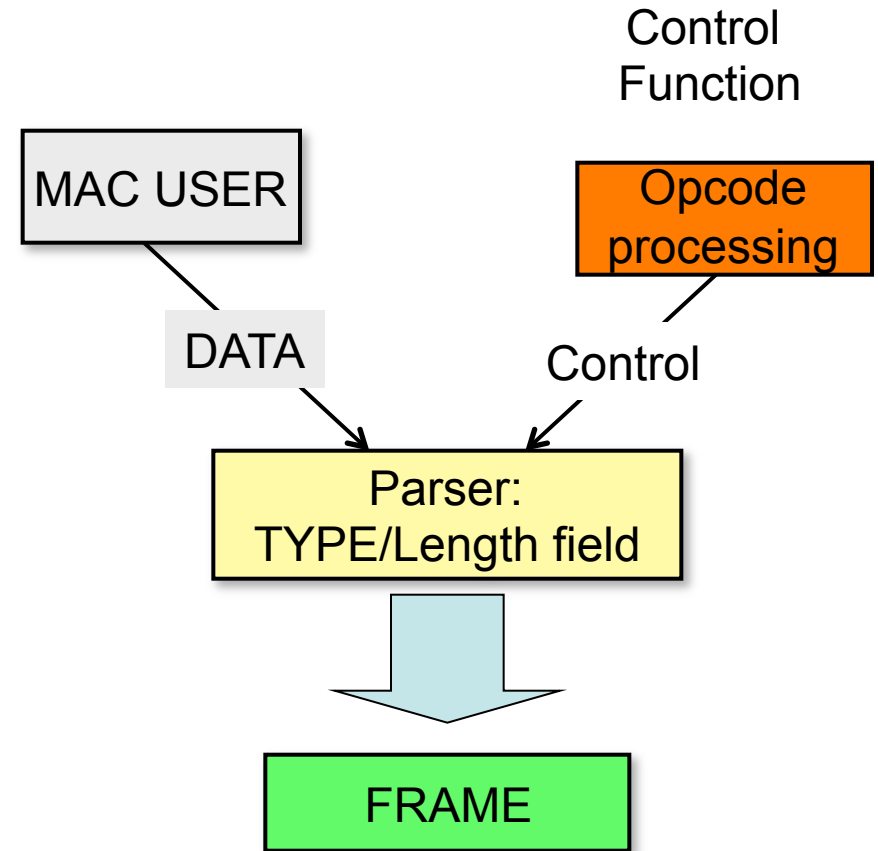 Control
Function
MAC USER
Opcode
processing
DATA
Control
Parser:
TYPE/Length field
FRAME